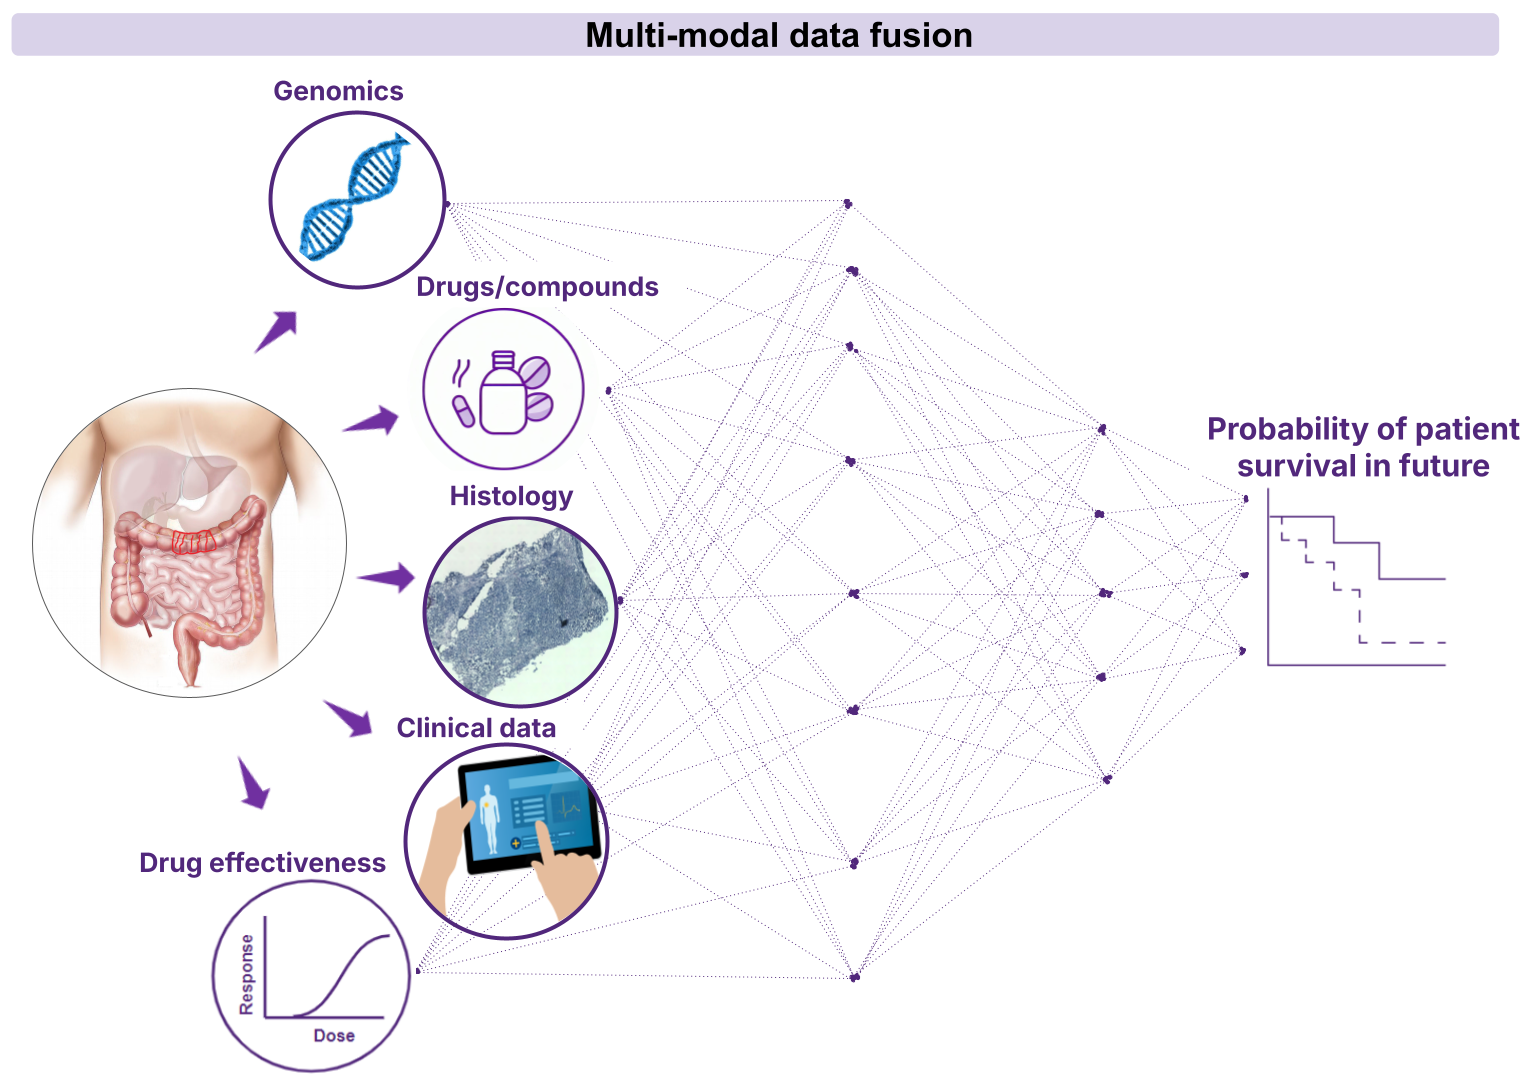 Multi-modal data fusion
Genomics
Drugs/compounds
Histology
Clinical data
Drug effectiveness
Response
Dose
Probability of patient
survival in future